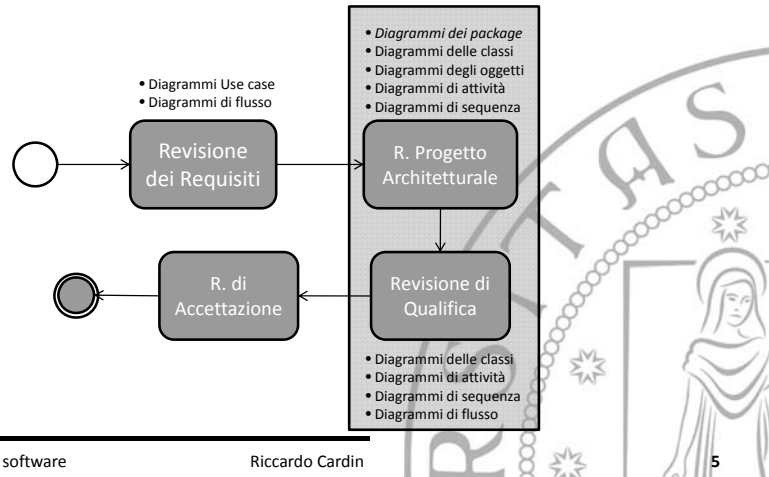 • Diagrammi dei package
• Diagrammi delle classi
• Diagrammi degli oggetti
• Diagrammi di attività
• Diagrammi di sequenza
• Diagrammi Use case
• Diagrammi di flusso
Revisione
dei Requisiti
R. Progetto
Architetturale
R. di
Accettazione
Revisione di
Qualifica
• Diagrammi delle classi
• Diagrammi di attività
• Diagrammi di sequenza
• Diagrammi di flusso
software
Riccardo Cardin
5
RSITAS